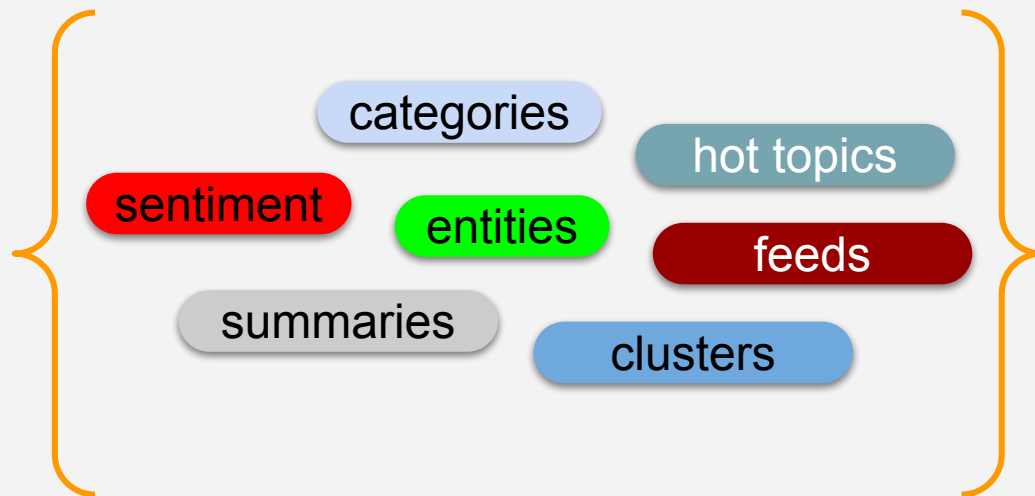 categories
hot topics
sentiment
entities
feeds
summaries
clusters